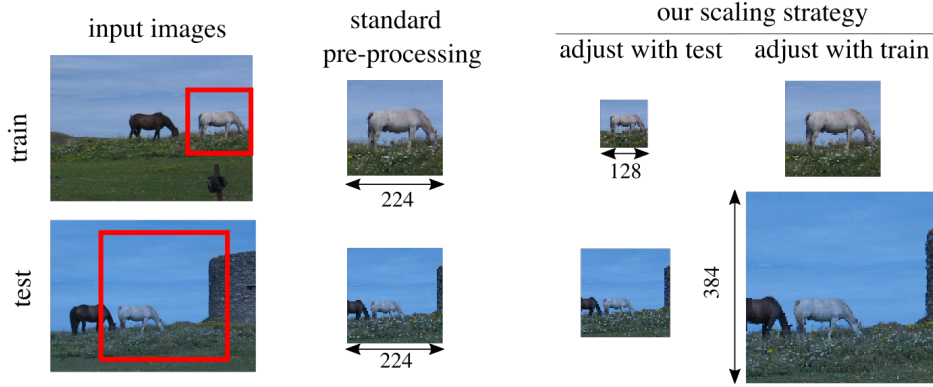 input images
standard
pre-processing
our scaling strategy
adjust with test
adjust with train
train
224
128
test
224
384